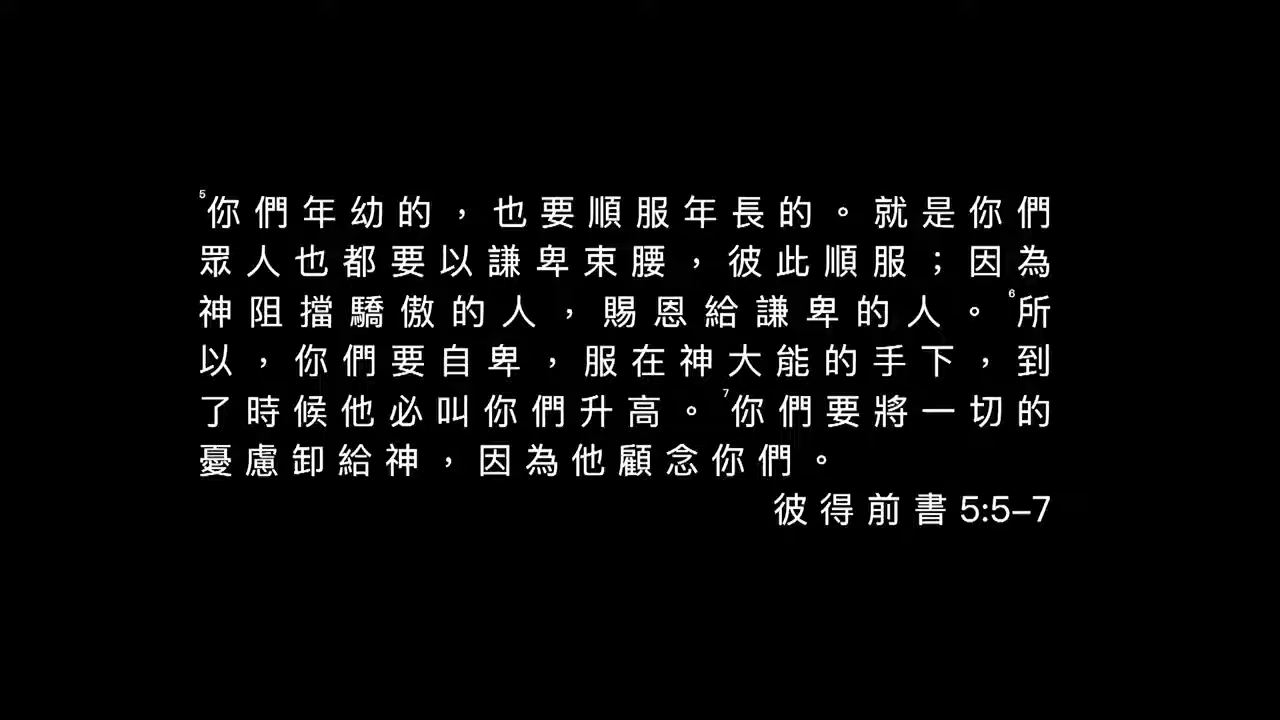 ⁵你們年幼的，也要順服年長的。就是你們
眾人也都要以謙卑束腰，彼此順服；因為
神阻擋驕傲的人，賜恩給謙卑的人。⁶所
以，你們要自卑，服在神大能的手下，到
了時候他必叫你們升高。⁷你們要將一切的
憂慮卸給神，因為他顧念你們。
彼得前書 5:5–7